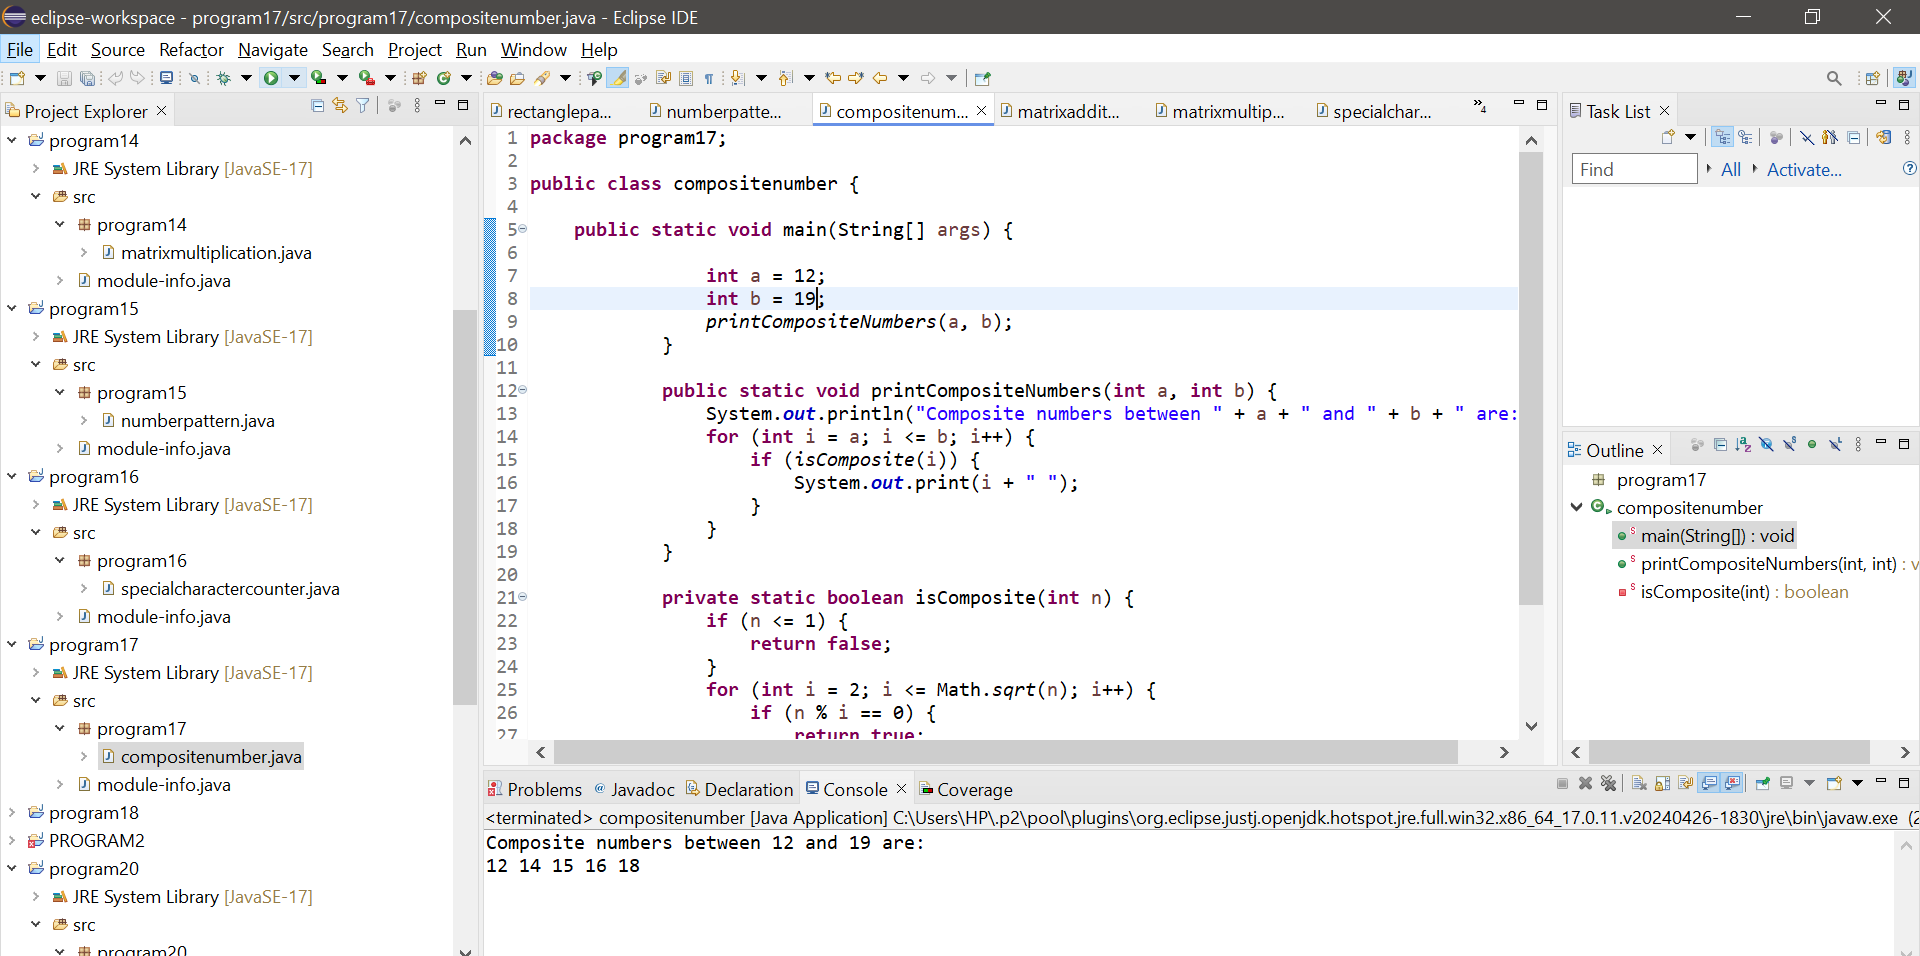 eclipse-workspace - program17/src/program17/compositenumber.java - Eclipse IDE
File Edit Source Refactor Navigate Search Project Run Window Help
Project Explorer
program14
JRE System Library [JavaSE-17]
src
program14
matrixmultiplication.java
module-info.java
program15
JRE System Library [JavaSE-17]
src
program15
numberpattern.java
module-info.java
program16
JRE System Library [JavaSE-17]
src
program16
specialcharactercounter.java
module-info.java
program17
JRE System Library [JavaSE-17]
src
program17
compositenumber.java
module-info.java
program18
PROGRAM2
program20
JRE System Library [JavaSE-17]
src
program20
rectanglepa... numberpatte... compositenum... matrixaddit... matrixmultip... specialchar... »4
1 package program17;
2
3 public class compositenumber {
4
5 public static void main(String[] args) {
6
7 int a = 12;
8 int b = 19;
9 printCompositeNumbers(a, b);
10 }
11
12 public static void printCompositeNumbers(int a, int b) {
13 System.out.println("Composite numbers between " + a + " and " + b + " are:
14 for (int i = a; i <= b; i++) {
15 if (isComposite(i)) {
16 System.out.print(i + " ");
17 }
18 }
19 }
20
21 private static boolean isComposite(int n) {
22 if (n <= 1) {
23 return false;
24 }
25 for (int i = 2; i <= Math.sqrt(n); i++) {
26 if (n % i == 0) {
27 return true;
Task List
Find All Activate...
Outline
program17
compositenumber
main(String[]) : void
printCompositeNumbers(int, int) : v
isComposite(int) : boolean
Problems @ Javadoc Declaration Console Coverage
<terminated> compositenumber [Java Application] C:\Users\HP\.p2\pool\plugins\org.eclipse.justj.openjdk.hotspot.jre.full.win32.x86_64_17.0.11.v20240426-1830\jre\bin\javaw.exe (2
Composite numbers between 12 and 19 are:
12 14 15 16 18